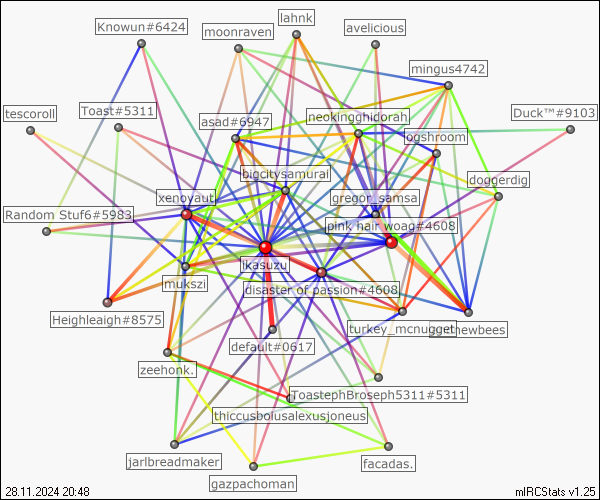 lahnk
Knowun#6424
moonraven
avelicious
mingus4742
tescoroll
Toast#5311
asad#6947
neokingghidorah
Duck™#9103
ogshroom
bigcitysamurai
doggerdig
xenoyaut
gregor_samsa
Random Stuf6#5983
pink hair woag#4608
ikasuzu
mukszi
disaster of passion#4608
Heighleaigh#8575
turkey_mcnugget
default#0617
zeehonk.
ToastephBroseph5311#5311
thiccusbolusalexusjoneus
jarlbreadmaker
facadas.
gazpachoman
28.11.2024 20:48
mIRCStats v1.25